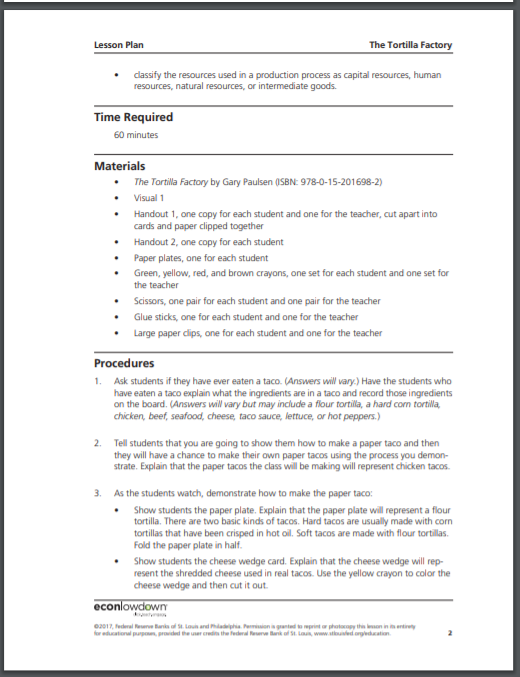 Lesson Plan The Tortilla Factory
• classify the resources used in a production process as capital resources, human
resources, natural resources, or intermediate goods.
Time Required
60 minutes
Materials
• The Tortilla Factory by Gary Paulsen (ISBN: 978-0-15-201698-2)
• Visual 1
• Handout 1, one copy for each student and one for the teacher, cut apart into
cards and paper clipped together
• Handout 2, one copy for each student
• Paper plates, one for each student
• Green, yellow, red, and brown crayons, one set for each student and one set for
the teacher
• Scissors, one pair for each student and one pair for the teacher
• Glue sticks, one for each student and one for the teacher
• Large paper clips, one for each student and one for the teacher
Procedures
1. Ask students if they have ever eaten a taco. (Answers will vary.) Have the students who
have eaten a taco explain what the ingredients are in a taco and record those ingredients
on the board. (Answers will vary but may include a flour tortilla, a hard corn tortilla,
chicken, beef, seafood, cheese, taco sauce, lettuce, or hot peppers.)
2. Tell students that you are going to show them how to make a paper taco and then
they will have a chance to make their own paper tacos using the process you demon-
strate. Explain that the paper tacos the class will be making will represent chicken tacos.
3. As the students watch, demonstrate how to make the paper taco:
• Show students the paper plate. Explain that the paper plate will represent a flour
tortilla. There are two basic kinds of tacos. Hard tacos are usually made with corn
tortillas that have been crisped in hot oil. Soft tacos are made with flour tortillas.
Fold the paper plate in half.
• Show students the cheese wedge card. Explain that the cheese wedge will rep-
resent the shredded cheese used in real tacos. Use the yellow crayon to color the
cheese wedge and then cut it out.
econlowdown
©2017, Federal Reserve Banks of St. Louis and Philadelphia. Permission is granted to reprint or photocopy this lesson in its entirety
for educational purposes, provided the user credits the Federal Reserve Bank of St. Louis, www.stlouisfed.org/education. 2